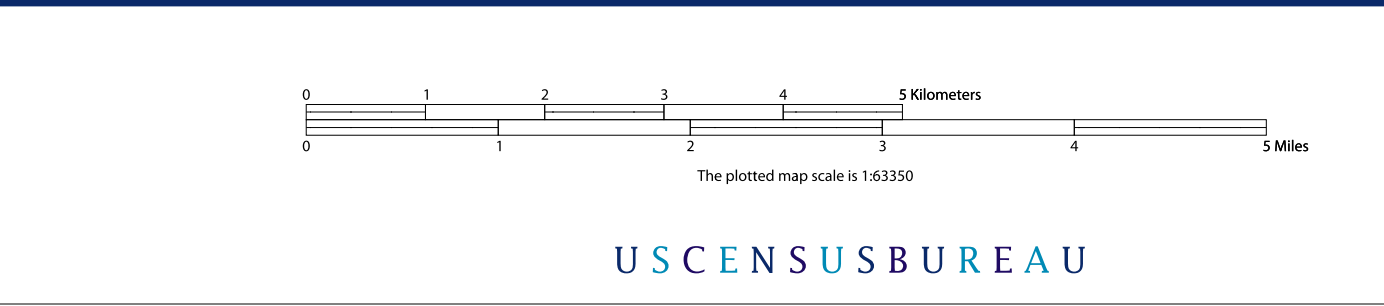 0 1 2 3 4 5 Kilometers
0 1 2 3 4 5 Miles
The plotted map scale is 1:63350
USCENSUSBUREAU